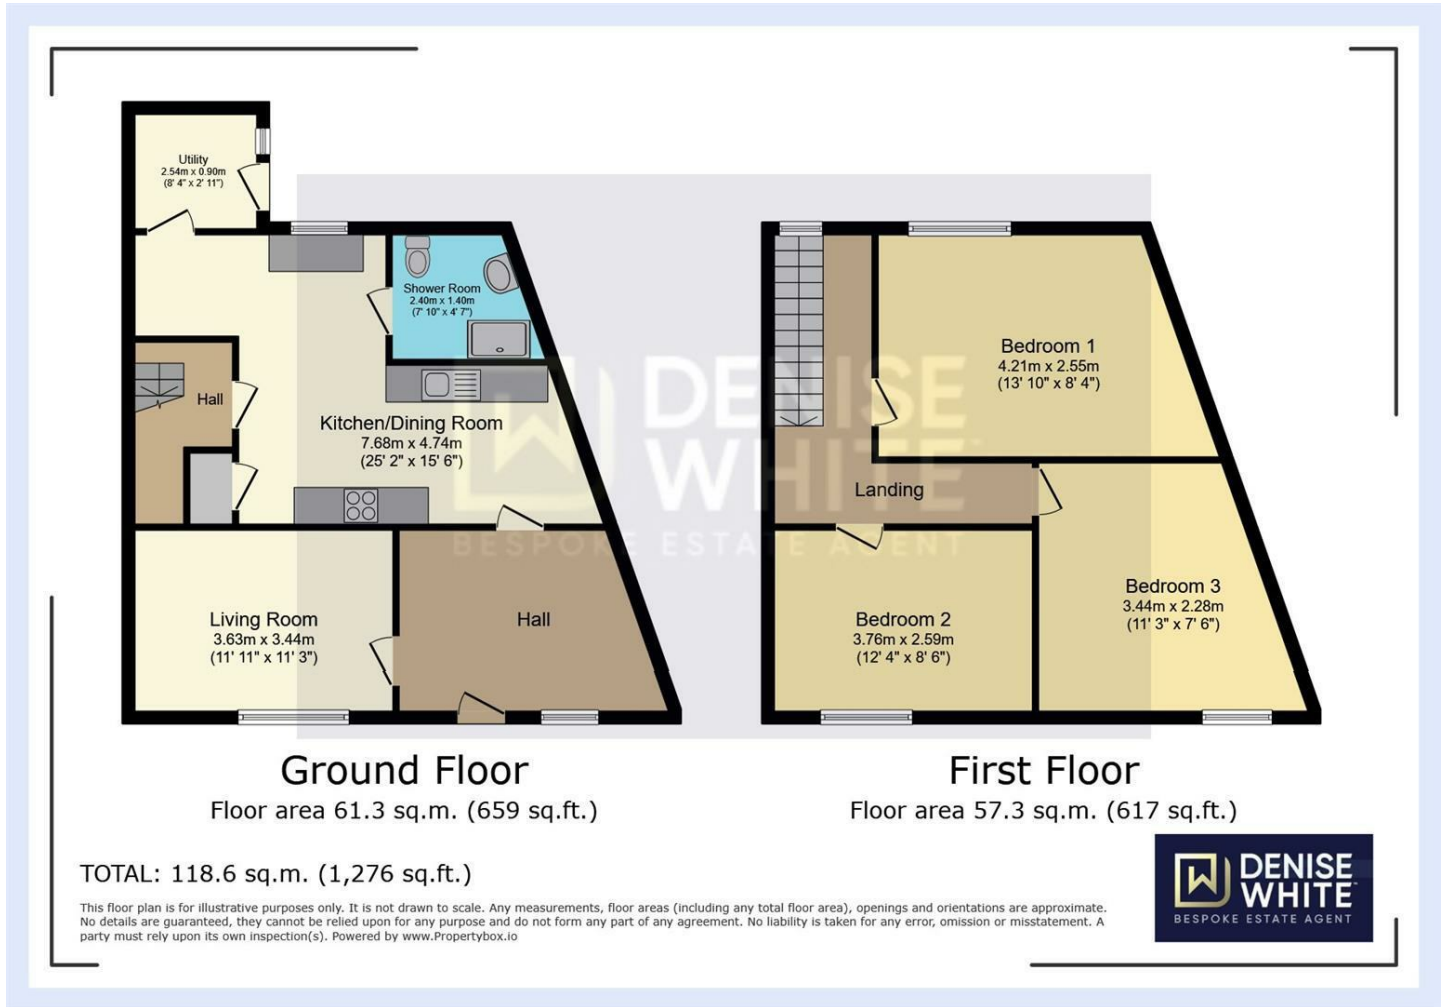 Utility
2.54m x 0.90m
(8' 4" x 2' 11")
Shower Room
2.40m x 1.40m
(7' 10" x 4' 7")
Hall
Kitchen/Dining Room
7.68m x 4.74m
(25' 2" x 15' 6")
Living Room
3.63m x 3.44m
(11' 11" x 11' 3")
Hall
Bedroom 1
4.21m x 2.55m
(13' 10" x 8' 4")
Landing
Bedroom 2
3.76m x 2.59m
(12' 4" x 8' 6")
Bedroom 3
3.44m x 2.28m
(11' 3" x 7' 6")
DENISE
WHITE™
BESPOKE ESTATE AGENT
Ground Floor
Floor area 61.3 sq.m. (659 sq.ft.)
First Floor
Floor area 57.3 sq.m. (617 sq.ft.)
TOTAL: 118.6 sq.m. (1,276 sq.ft.)
This floor plan is for illustrative purposes only. It is not drawn to scale. Any measurements, floor areas (including any total floor area), openings and orientations are approximate.
No details are guaranteed, they cannot be relied upon for any purpose and do not form any part of any agreement. No liability is taken for any error, omission or misstatement. A
party must rely upon its own inspection(s). Powered by www.Propertybox.io
DENISE
WHITE™
BESPOKE ESTATE AGENT